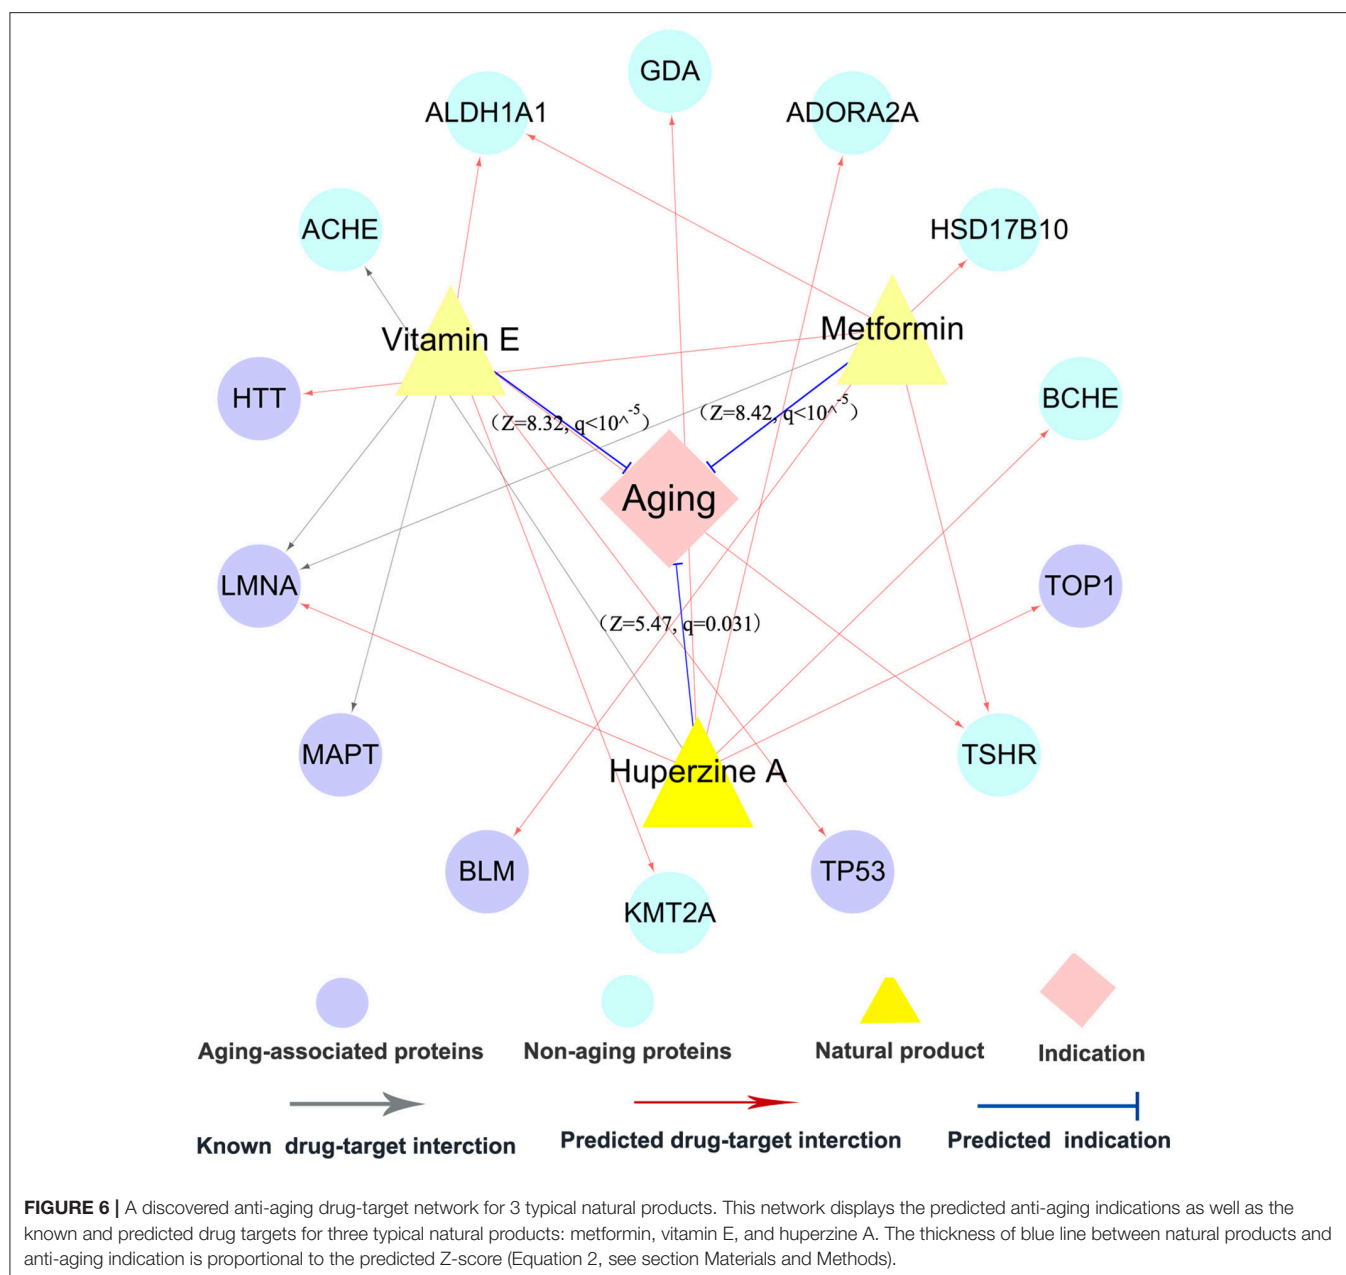 GDA
ALDH1A1
ADORA2A
ACHE
HSD17B10
Vitamin E
Metformin
HTT
BCHE
(Z=8.32, q<10^-5)
(Z=8.42, q<10^-5)
Aging
LMNA
TOP1
(Z=5.47, q=0.031)
MAPT
Huperzine A
TSHR
BLM
TP53
KMT2A
Aging-associated proteins
Non-aging proteins
Natural product
Indication
Known drug-target interction
Predicted drug-target interction
Predicted indication
FIGURE 6 | A discovered anti-aging drug-target network for 3 typical natural products. This network displays the predicted anti-aging indications as well as the
known and predicted drug targets for three typical natural products: metformin, vitamin E, and huperzine A. The thickness of blue line between natural products and
anti-aging indication is proportional to the predicted Z-score (Equation 2, see section Materials and Methods).